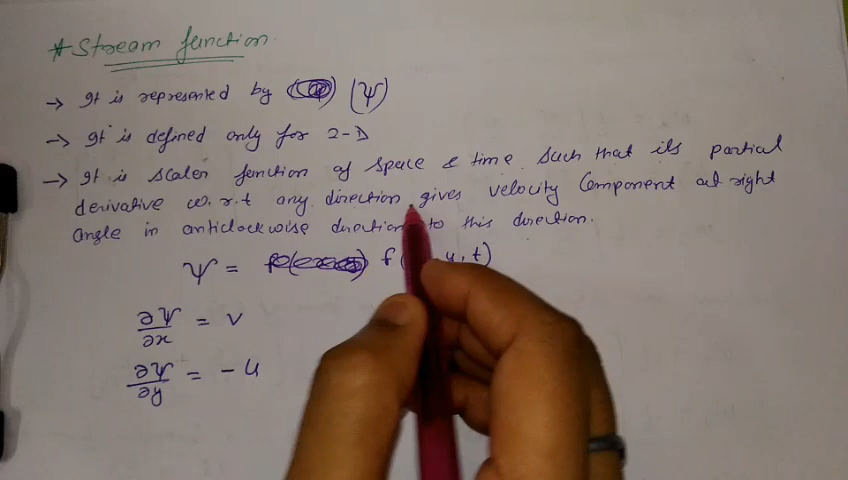 * Stream function.
→ It is represented by (ψ)
→ It is defined only for 2-D
→ It is scaler function of space & time. Such that its partial
derivative w.r.t any direction gives velocity Component at right
angle in anticlockwise direction to this direction.
ψ = f( y, t)
∂ψ/∂x = v
∂ψ/∂y = - u